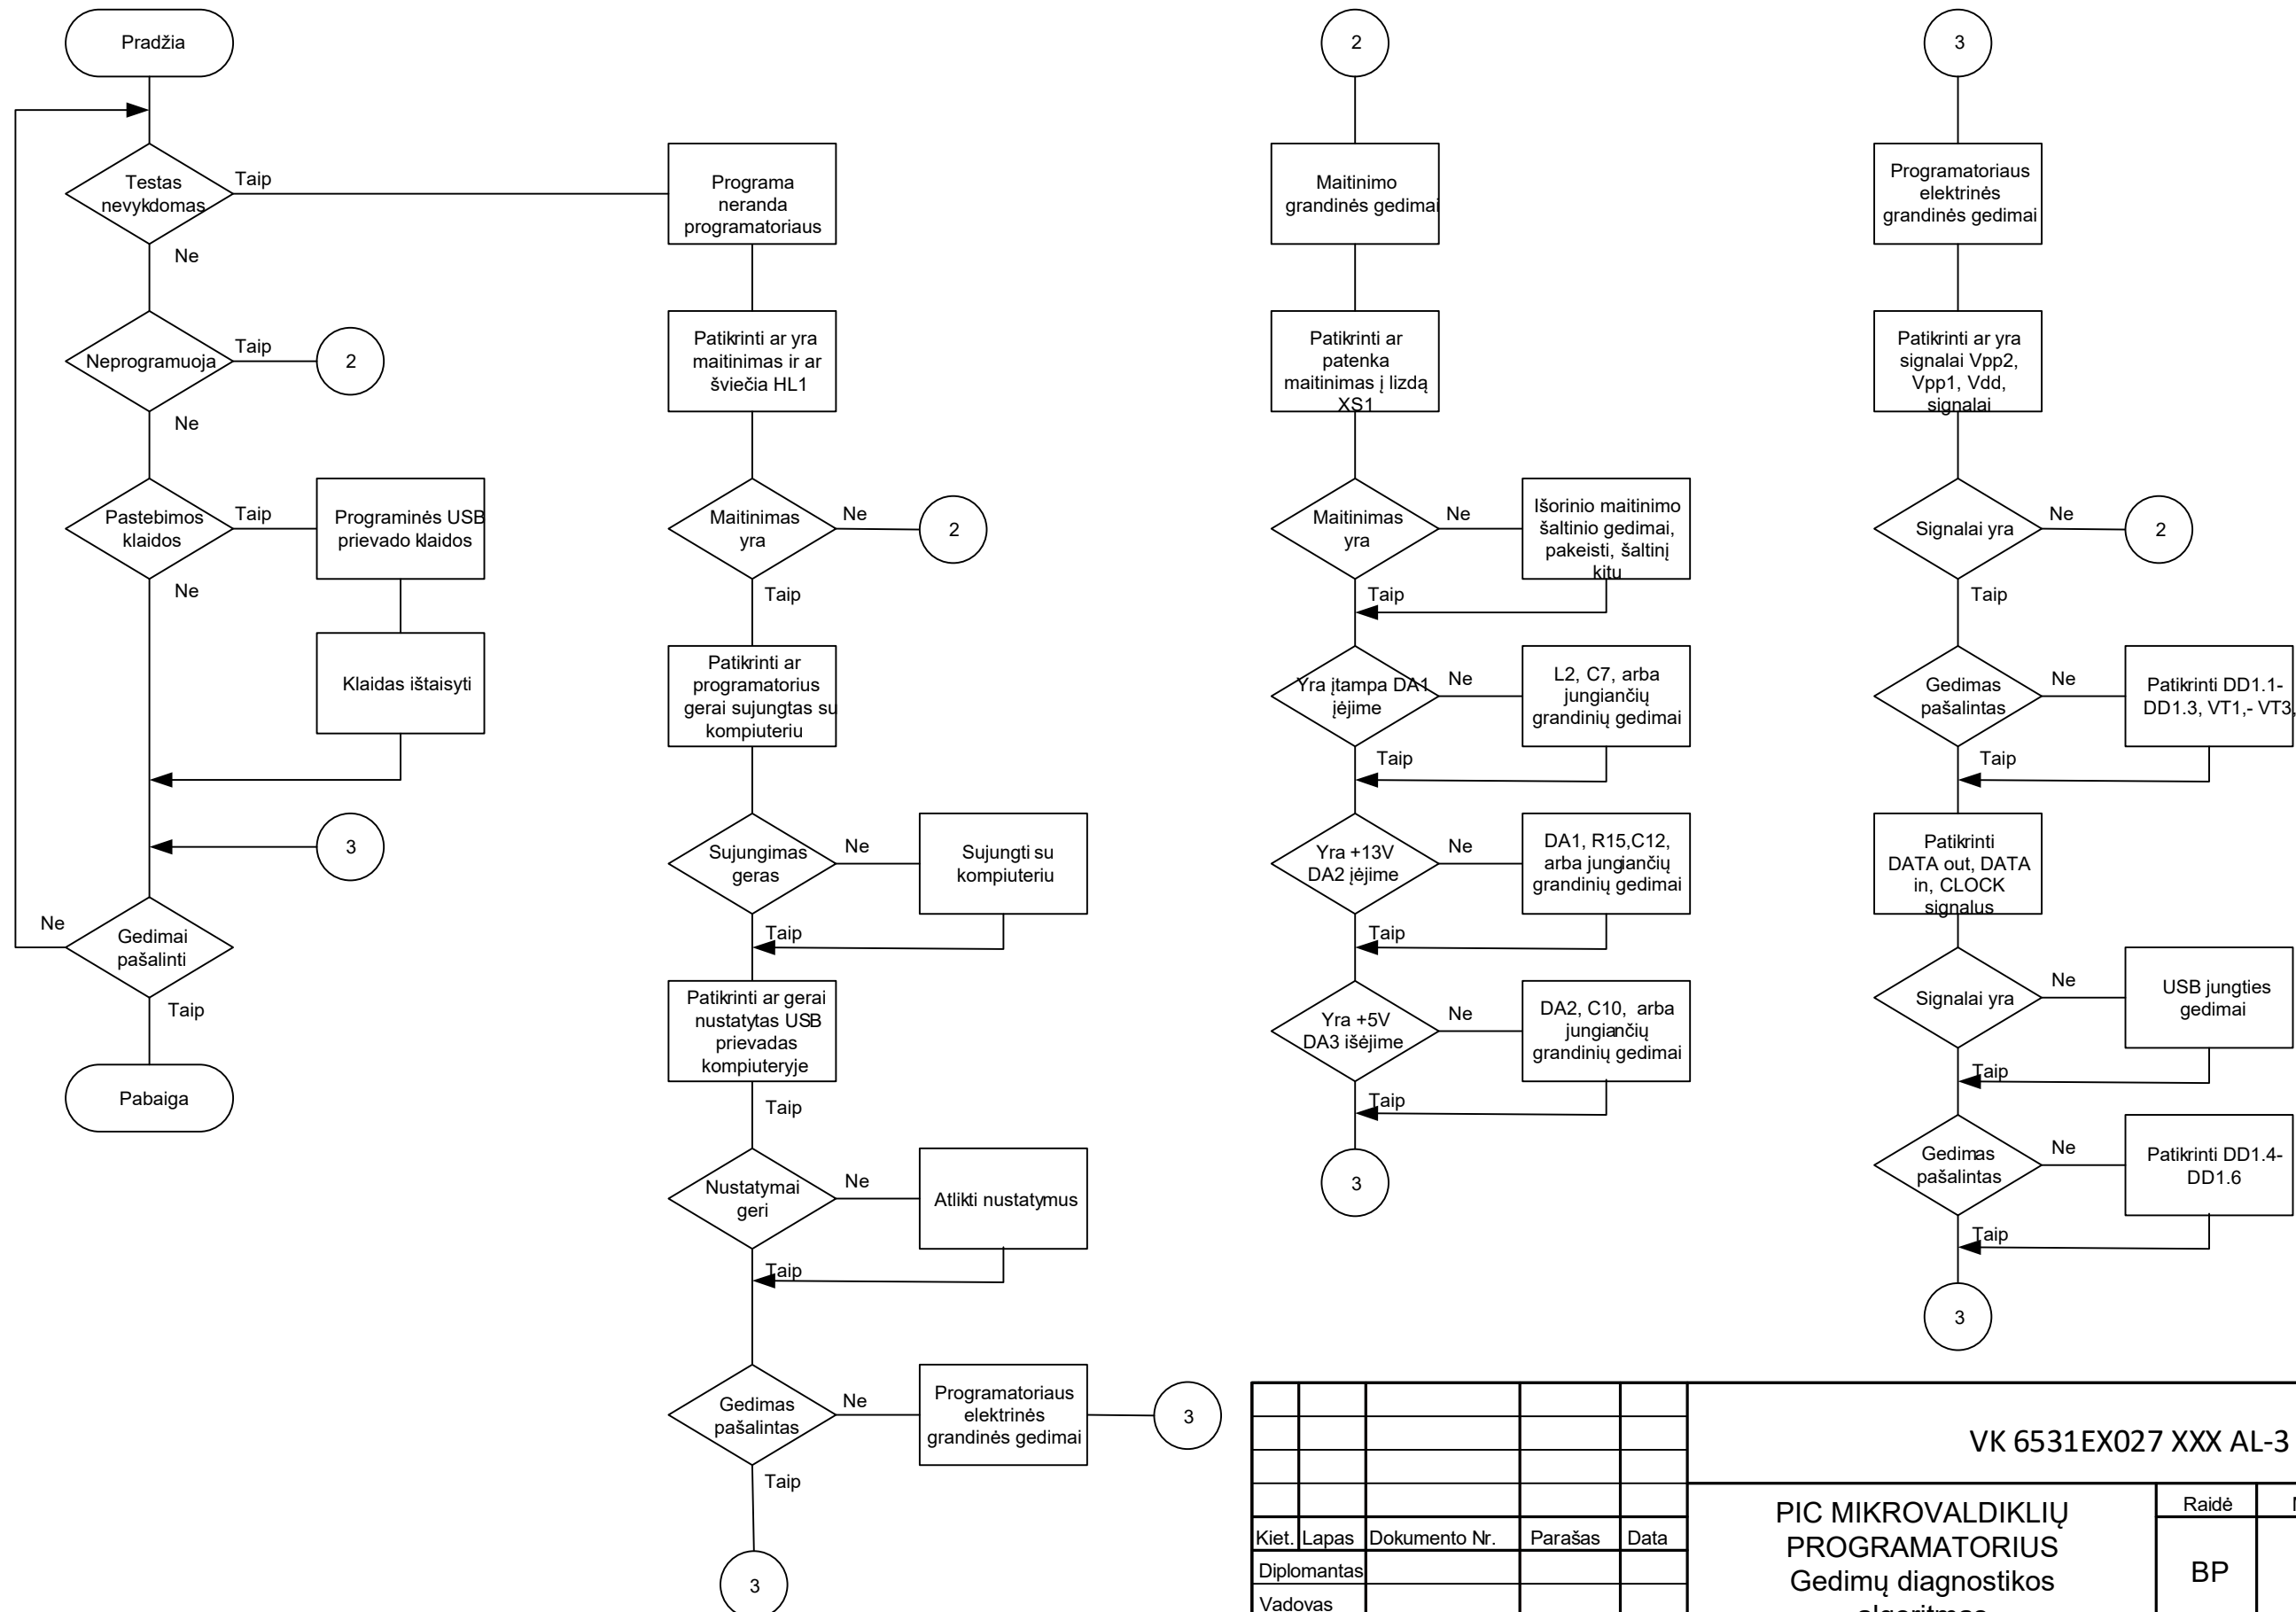 Pradžia
Testas
nevykdomas
Taip
Ne
Neprogramuoja
Taip
2
Ne
Pastebimos
klaidos
Taip
Programinės USB
prievado klaidos
Ne
Klaidas ištaisyti
3
Ne
Gedimai
pašalinti
Taip
Pabaiga
Programa
neranda
programatoriaus
Patikrinti ar yra
maitinimas ir ar
šviečia HL1
Maitinimas
yra
Ne
2
Taip
Patikrinti ar
programatorius
gerai sujungtas su
kompiuteriu
Sujungimas
geras
Ne
Sujungti su
kompiuteriu
Taip
Patikrinti ar gerai
nustatytas USB
prievadas
kompiuteryje
Taip
Nustatymai
geri
Ne
Atlikti nustatymus
Taip
Gedimas
pašalintas
Ne
Programatoriaus
elektrinės
grandinės gedimai
3
Taip
3
2
Maitinimo
grandinės gedimai
Patikrinti ar
patenka
maitinimas į lizdą
XS1
Maitinimas
yra
Ne
Išorinio maitinimo
šaltinio gedimai,
pakeisti, šaltinį
kitu
Taip
Yra įtampa DA1
įėjime
Ne
L2, C7, arba
jungiančių
grandinių gedimai
Taip
Yra +13V
DA2 įėjime
Ne
DA1, R15,C12,
arba jungiančių
grandinių gedimai
Taip
Yra +5V
DA3 išėjime
Ne
DA2, C10, arba
jungiančių
grandinių gedimai
Taip
3
3
Programatoriaus
elektrinės
grandinės gedimai
Patikrinti ar yra
signalai Vpp2,
Vpp1, Vdd,
signalai
Signalai yra
Ne
2
Taip
Gedimas
pašalintas
Ne
Patikrinti DD1.1-
DD1.3, VT1,- VT3,
Taip
Patikrinti
DATA out, DATA
in, CLOCK
signalus
Signalai yra
Ne
USB jungties
gedimai
Taip
Gedimas
pašalintas
Ne
Patikrinti DD1.4-
DD1.6
Taip
3
VK 6531EX027 XXX AL-3
Kiet. Lapas Dokumento Nr. Parašas Data
Diplomantas
Vadovas
PIC MIKROVALDIKLIŲ
PROGRAMATORIUS
Gedimų diagnostikos
algoritmas
Raidė
BP